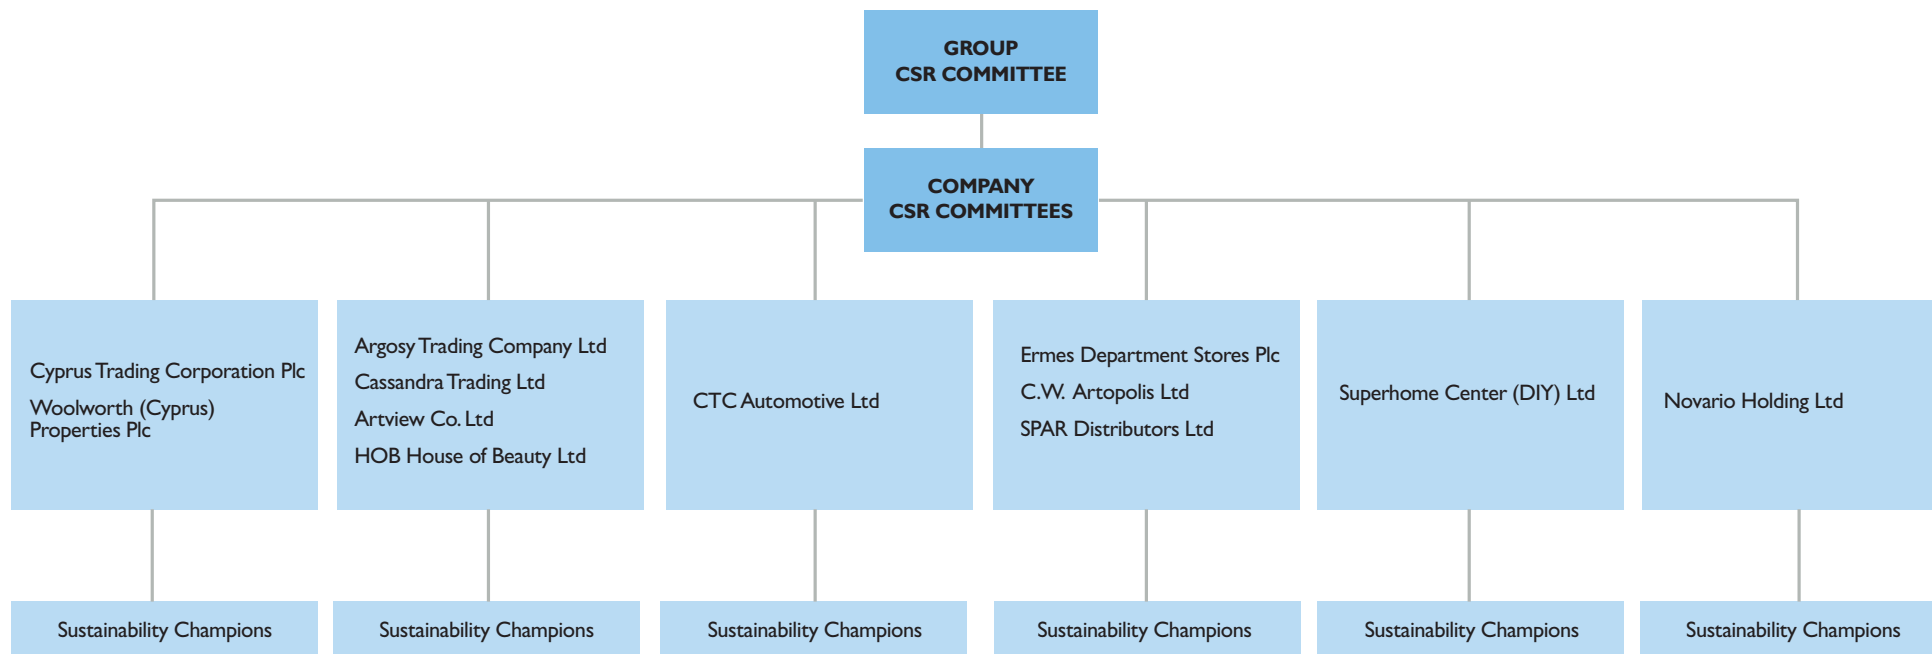 GROUP
CSR COMMITTEE
COMPANY
CSR COMMITTEES
Cyprus Trading Corporation Plc
Woolworth (Cyprus)
Properties Plc
Argosy Trading Company Ltd
Cassandra Trading Ltd
Artview Co. Ltd
HOB House of Beauty Ltd
CTC Automotive Ltd
Ermes Department Stores Plc
C.W. Artopolis Ltd
SPAR Distributors Ltd
Superhome Center (DIY) Ltd
Novario Holding Ltd
Sustainability Champions
Sustainability Champions
Sustainability Champions
Sustainability Champions
Sustainability Champions
Sustainability Champions